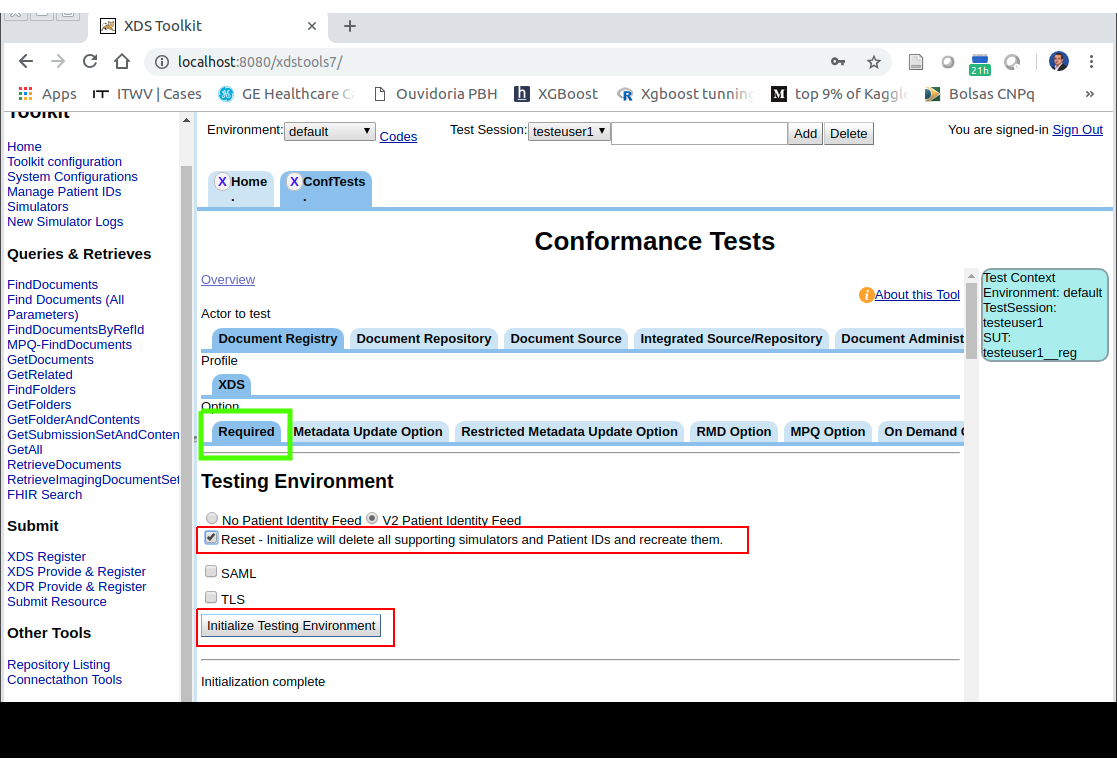 XDS Toolkit
localhost:8080/xdstools7/
21h
Apps ITWV | Cases GE Healthcare Ca Ouvidoria PBH XGBoost Xgboost tunning top 9% of Kaggle Bolsas CNPq »
Toolkit
Home
Toolkit configuration
System Configurations
Manage Patient IDs
Simulators
New Simulator Logs
Queries & Retrieves
FindDocuments
Find Documents (All
Parameters)
FindDocumentsByRefId
MPQ-FindDocuments
GetDocuments
GetRelated
FindFolders
GetFolders
GetFolderAndContents
GetSubmissionSetAndConten
GetAll
RetrieveDocuments
RetrieveImagingDocumentSet
FHIR Search
Submit
XDS Register
XDS Provide & Register
XDR Provide & Register
Submit Resource
Other Tools
Repository Listing
Connectathon Tools
Environment: default Codes Test Session: testeuser1 Add Delete You are signed-in Sign Out
X Home . X ConfTests .
Conformance Tests
Overview
i About this Tool
Actor to test
Document Registry Document Repository Document Source Integrated Source/Repository Document Administ
Profile
XDS
Option
Required Metadata Update Option Restricted Metadata Update Option RMD Option MPQ Option On Demand
Testing Environment
No Patient Identity Feed V2 Patient Identity Feed
Reset - Initialize will delete all supporting simulators and Patient IDs and recreate them.
SAML
TLS
Initialize Testing Environment
Initialization complete
Test Context
Environment: default
TestSession:
testeuser1
SUT:
testeuser1__reg